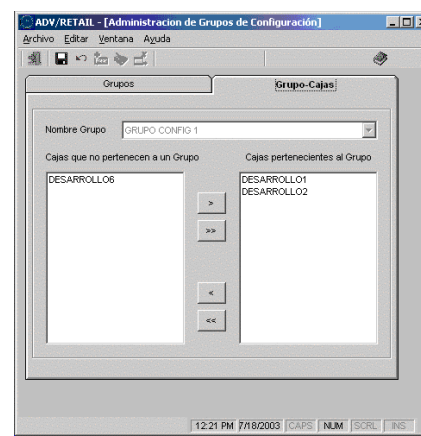 ADV/RETAIL - [Administracion de Grupos de Configuración]
Archivo Editar Ventana Ayuda
Grupos Grupo-Cajas
Nombre Grupo GRUPO CONFIG 1
Cajas que no pertenecen a un Grupo Cajas pertenecientes al Grupo
DESARROLLO6 DESARROLLO1
DESARROLLO2
>
>>
<
<<
12:21 PM 7/18/2003 CAPS NUM SCRL INS